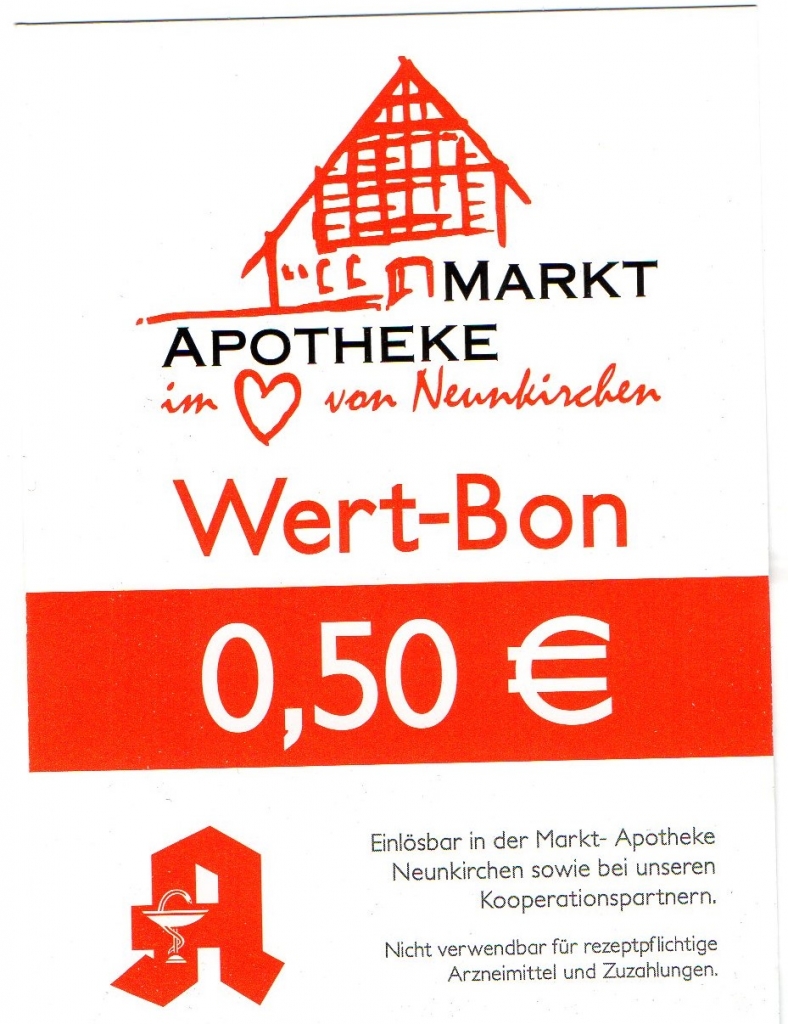 MARKT
APOTHEKE
im von Neunkirchen
Wert-Bon
0,50 €
Einlösbar in der Markt- Apotheke
Neunkirchen sowie bei unseren
Kooperationspartnern.
Nicht verwendbar für rezeptpflichtige
Arzneimittel und Zuzahlungen.